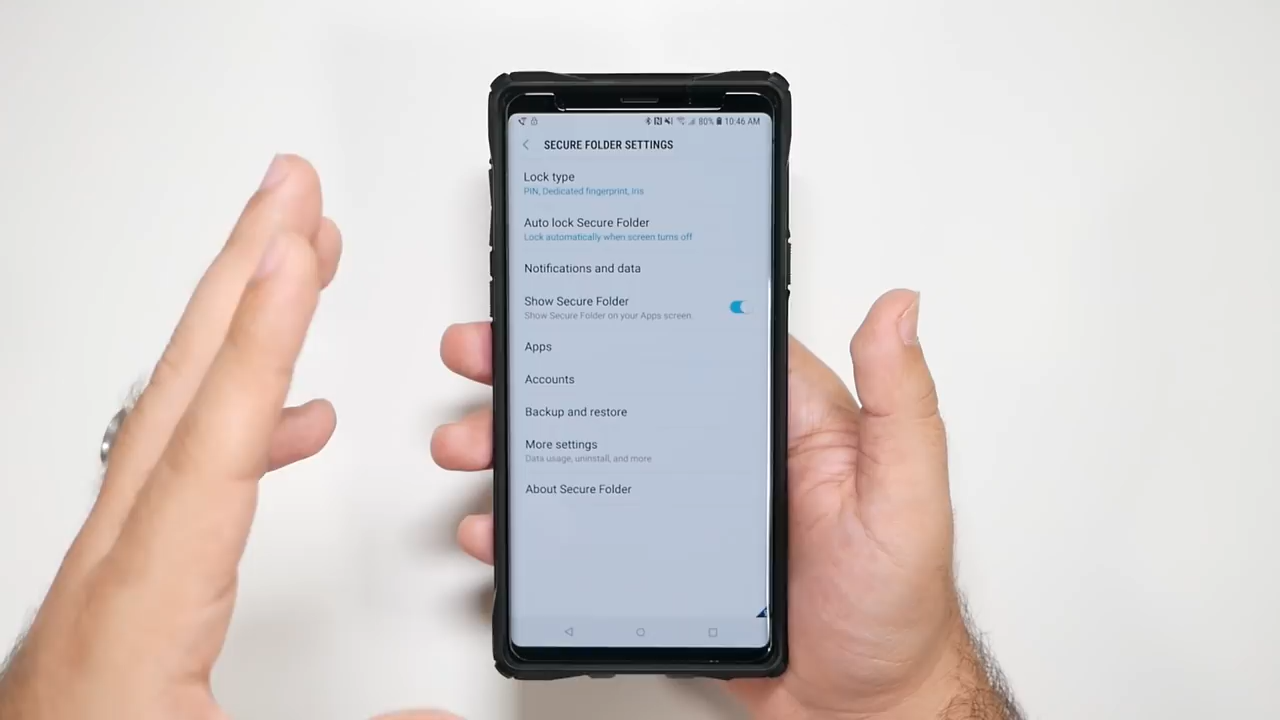 80% 10:46 AM
SECURE FOLDER SETTINGS
Lock type
PIN, Dedicated fingerprint, Iris
Auto lock Secure Folder
Lock automatically when screen turns off
Notifications and data
Show Secure Folder
Show Secure Folder on your Apps screen.
Apps
Accounts
Backup and restore
More settings
Data usage, uninstall, and more
About Secure Folder